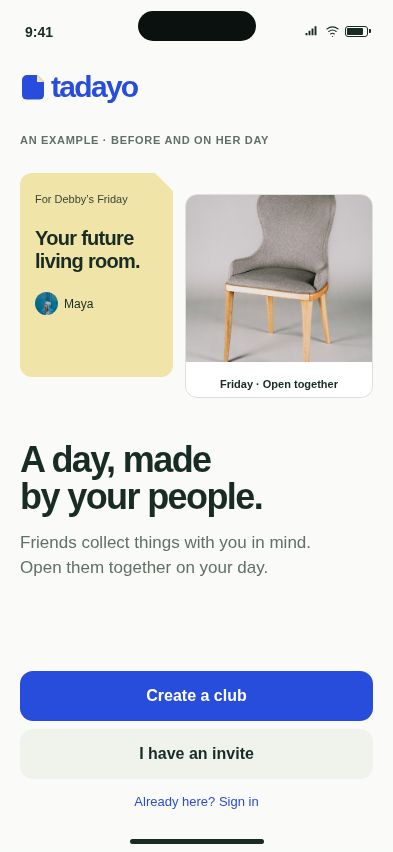 9:41
tadayo
AN EXAMPLE · BEFORE AND ON HER DAY
For Debby's Friday
Your future
living room.
Maya
Friday · Open together
A day, made
by your people.
Friends collect things with you in mind.
Open them together on your day.
Create a club
I have an invite
Already here? Sign in